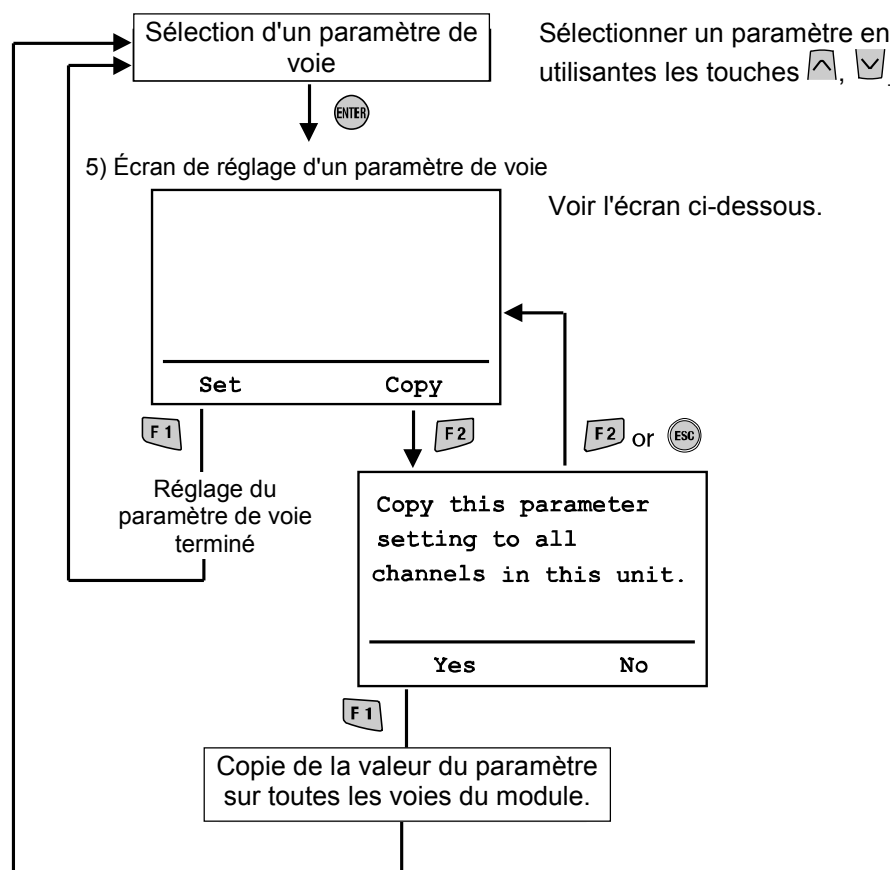 Sélection d'un paramètre de
voie
Sélectionner un paramètre en
utilisantes les touches , .
ENTER
5) Écran de réglage d'un paramètre de voie
Voir l'écran ci-dessous.
Set Copy
F1
F2
F2 or ESC
Réglage du
paramètre de voie
terminé
Copy this parameter
setting to all
channels in this unit.
Yes No
F1
Copie de la valeur du paramètre
sur toutes les voies du module.